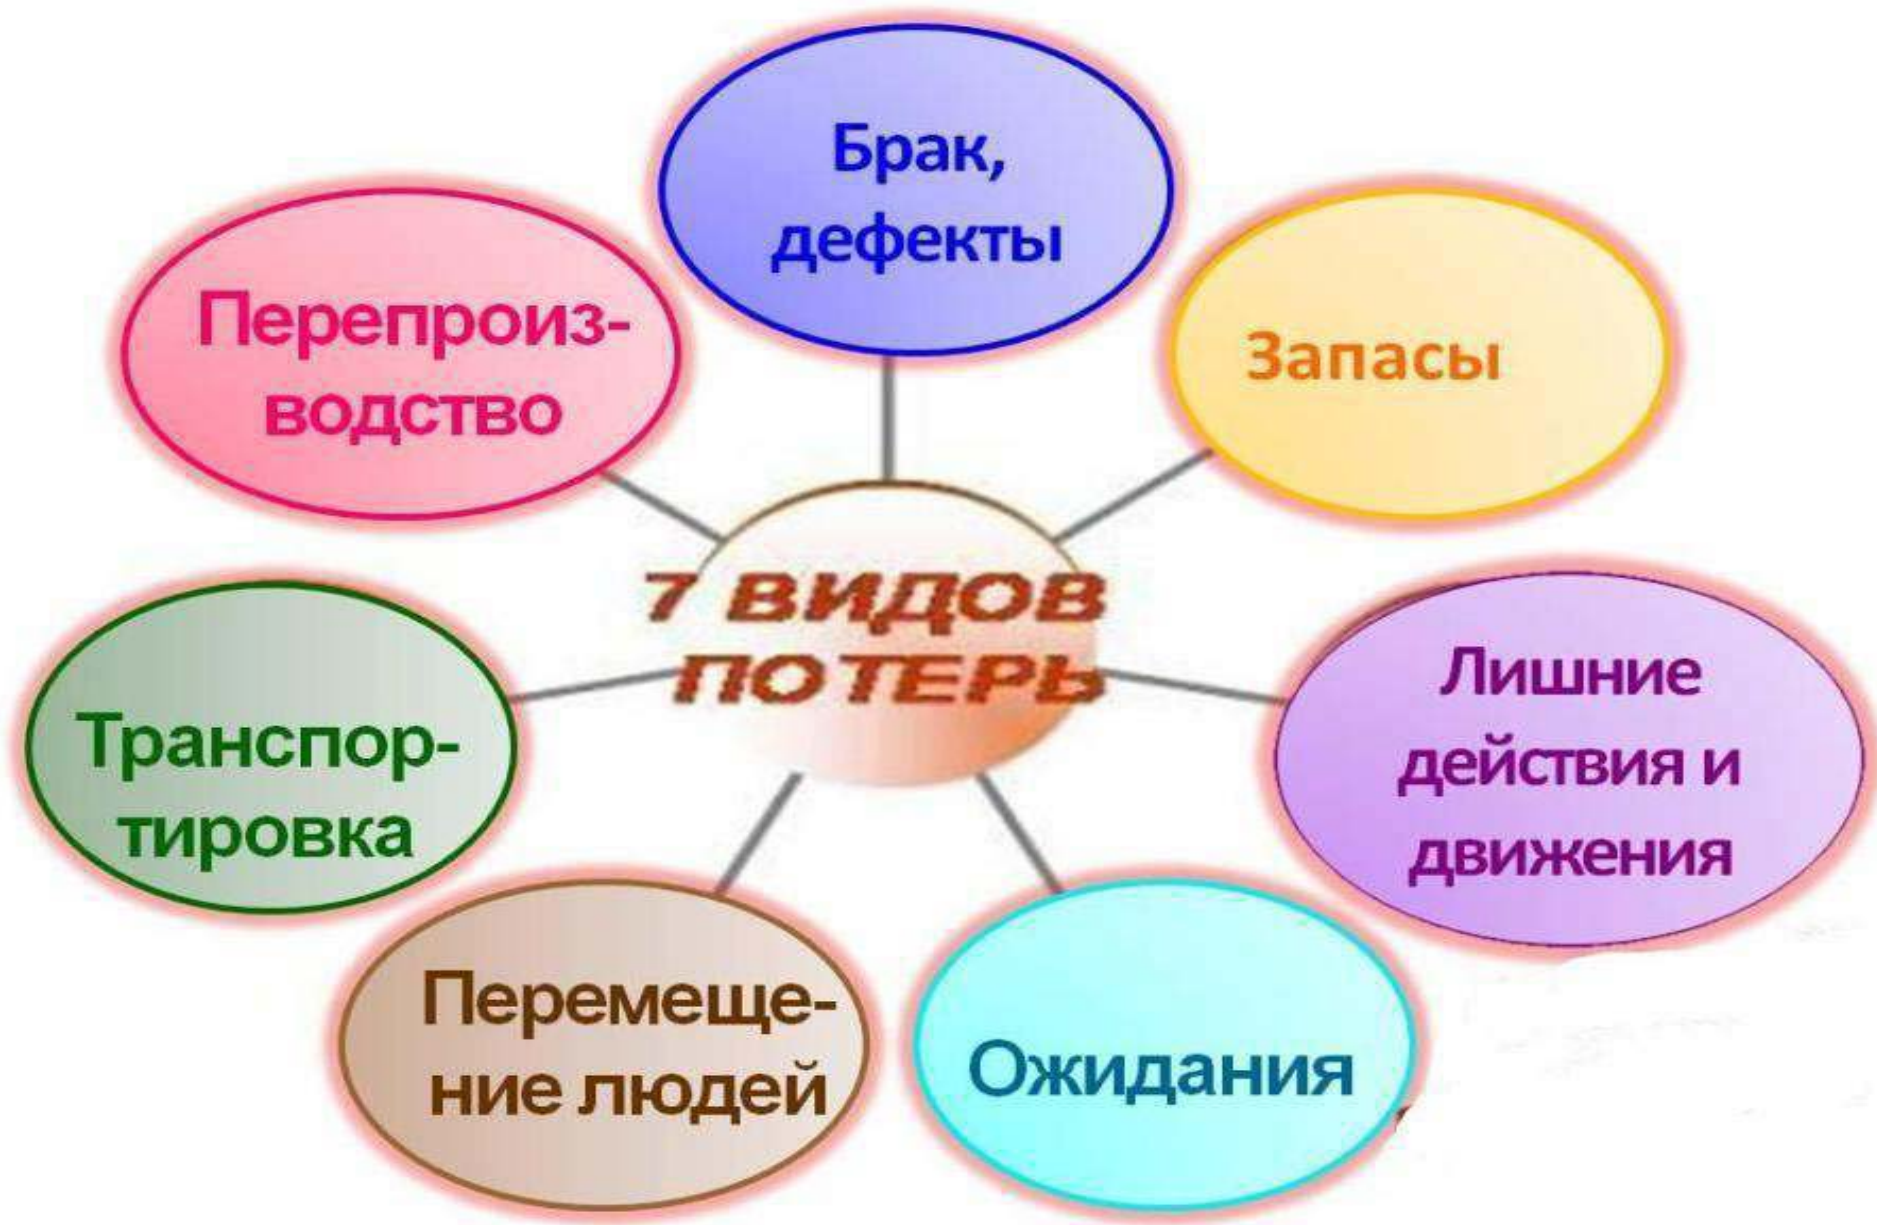 Брак,
дефекты
Перепроиз-
водство
Запасы
7 ВИДОВ
ПОТЕРЬ
Лишние
действия и
движения
Транспор-
тировка
Перемеще-
ние людей
Ожидания